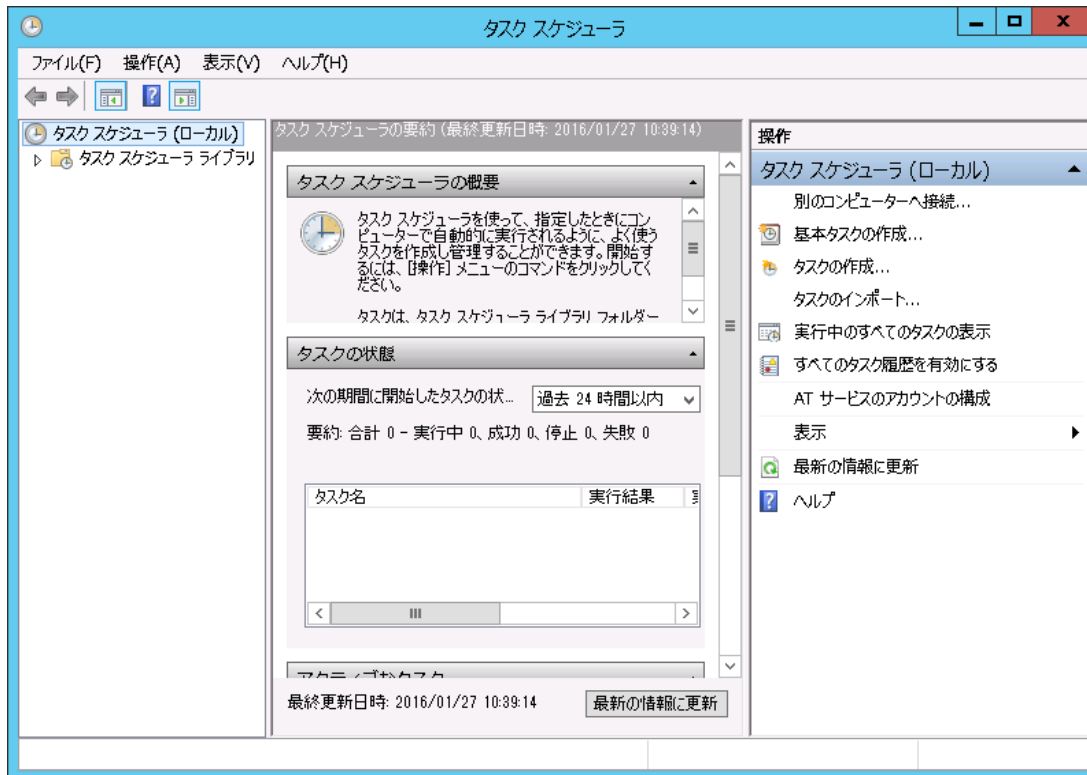 タスク スケジューラ
ファイル(F) 操作(A) 表示(V) ヘルプ(H)
タスク スケジューラ (ローカル)
タスク スケジューラ ライブラリ
タスク スケジューラの要約 (最終更新日時: 2016/01/27 10:39:14)
タスク スケジューラの概要
タスク スケジューラを使って、指定したときにコン
ピューターで自動的に実行されるように、よく使う
タスクを作成し管理することができます。開始す
るには、[操作] メニューのコマンドをクリックしてく
ださい。
タスクは、タスク スケジューラ ライブラリ フォルダー
タスクの状態
次の期間に開始したタスクの状...
過去 24 時間以内
要約: 合計 0 - 実行中 0、成功 0、停止 0、失敗 0
タスク名 実行結果
アクティブなタスク
最終更新日時: 2016/01/27 10:39:14
最新の情報に更新
操作
タスク スケジューラ (ローカル)
別のコンピューターへ接続...
基本タスクの作成...
タスクの作成...
タスクのインポート...
実行中のすべてのタスクの表示
すべてのタスク履歴を有効にする
AT サービスのアカウントの構成
表示
最新の情報に更新
ヘルプ